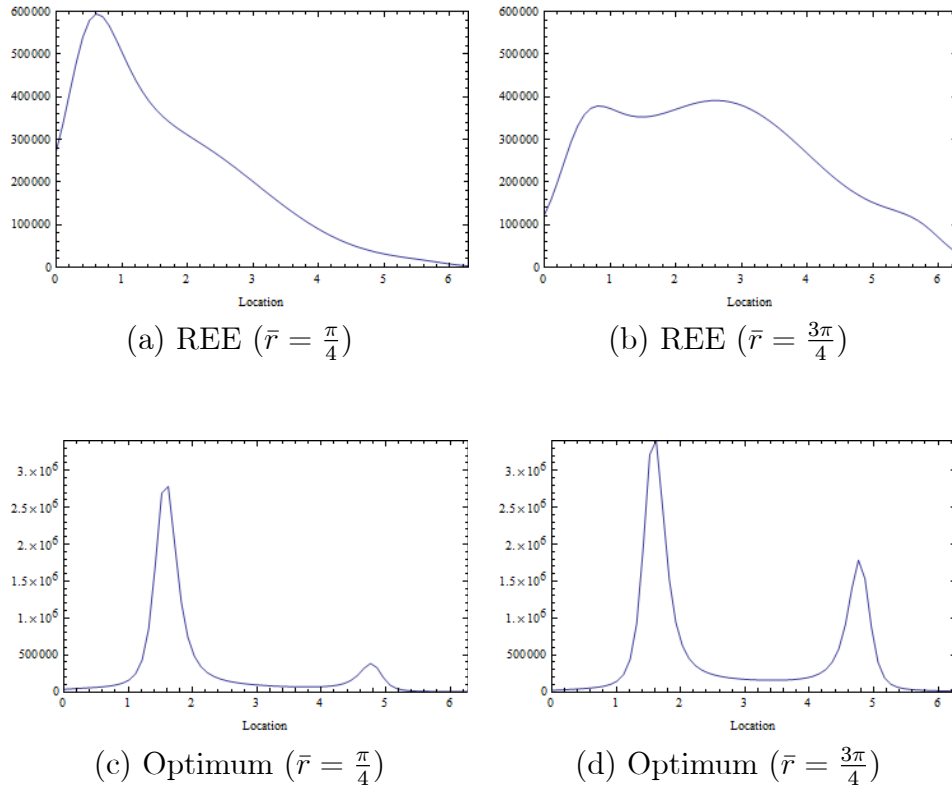 600000
500000
400000
300000
200000
100000
0
0 1 2 3 4 5 6
Location
(a) REE (r̄ = π/4)
600000
500000
400000
300000
200000
100000
0
0 1 2 3 4 5 6
Location
(b) REE (r̄ = 3π/4)
3.×10⁶
2.5×10⁶
2.×10⁶
1.5×10⁶
1.×10⁶
500000
0
0 1 2 3 4 5 6
Location
(c) Optimum (r̄ = π/4)
3.×10⁶
2.5×10⁶
2.×10⁶
1.5×10⁶
1.×10⁶
500000
0
0 1 2 3 4 5 6
Location
(d) Optimum (r̄ = 3π/4)